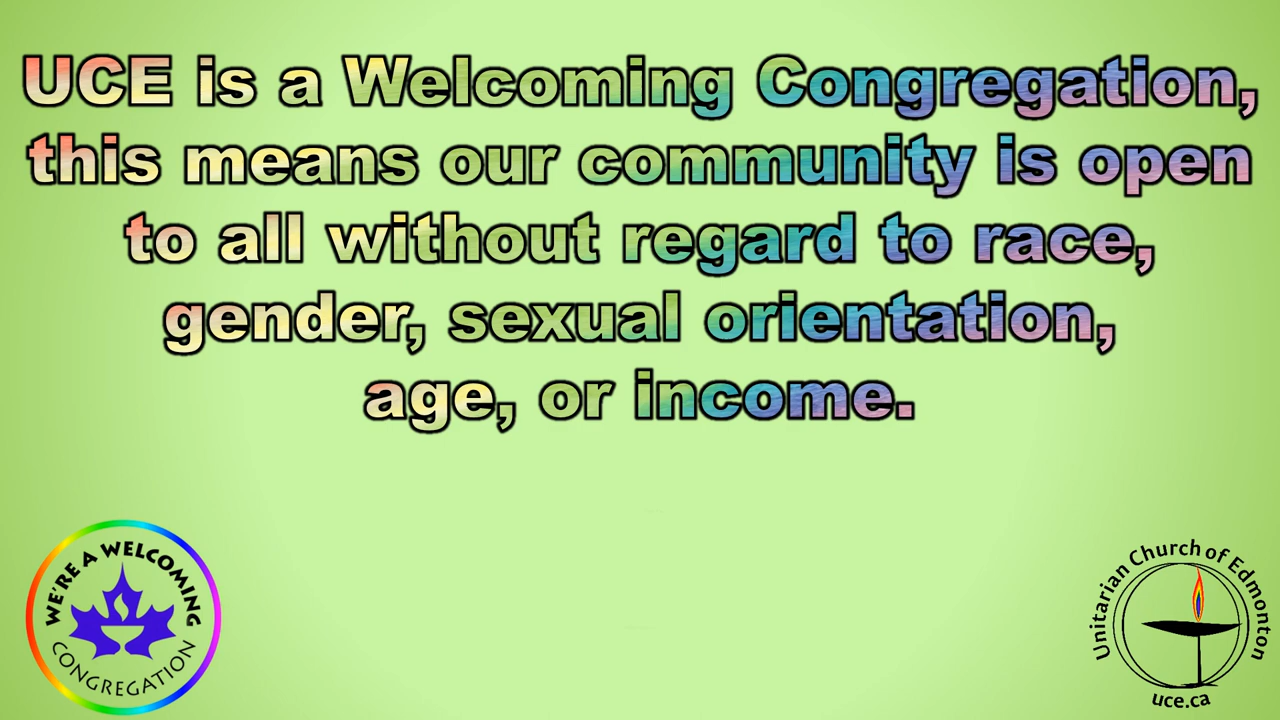 UCE is a Welcoming Congregation,
this means our community is open
to all without regard to race,
gender, sexual orientation,
age, or income.
WE'RE A WELCOMING
CONGREGATION
Unitarian Church of Edmonton
uce.ca